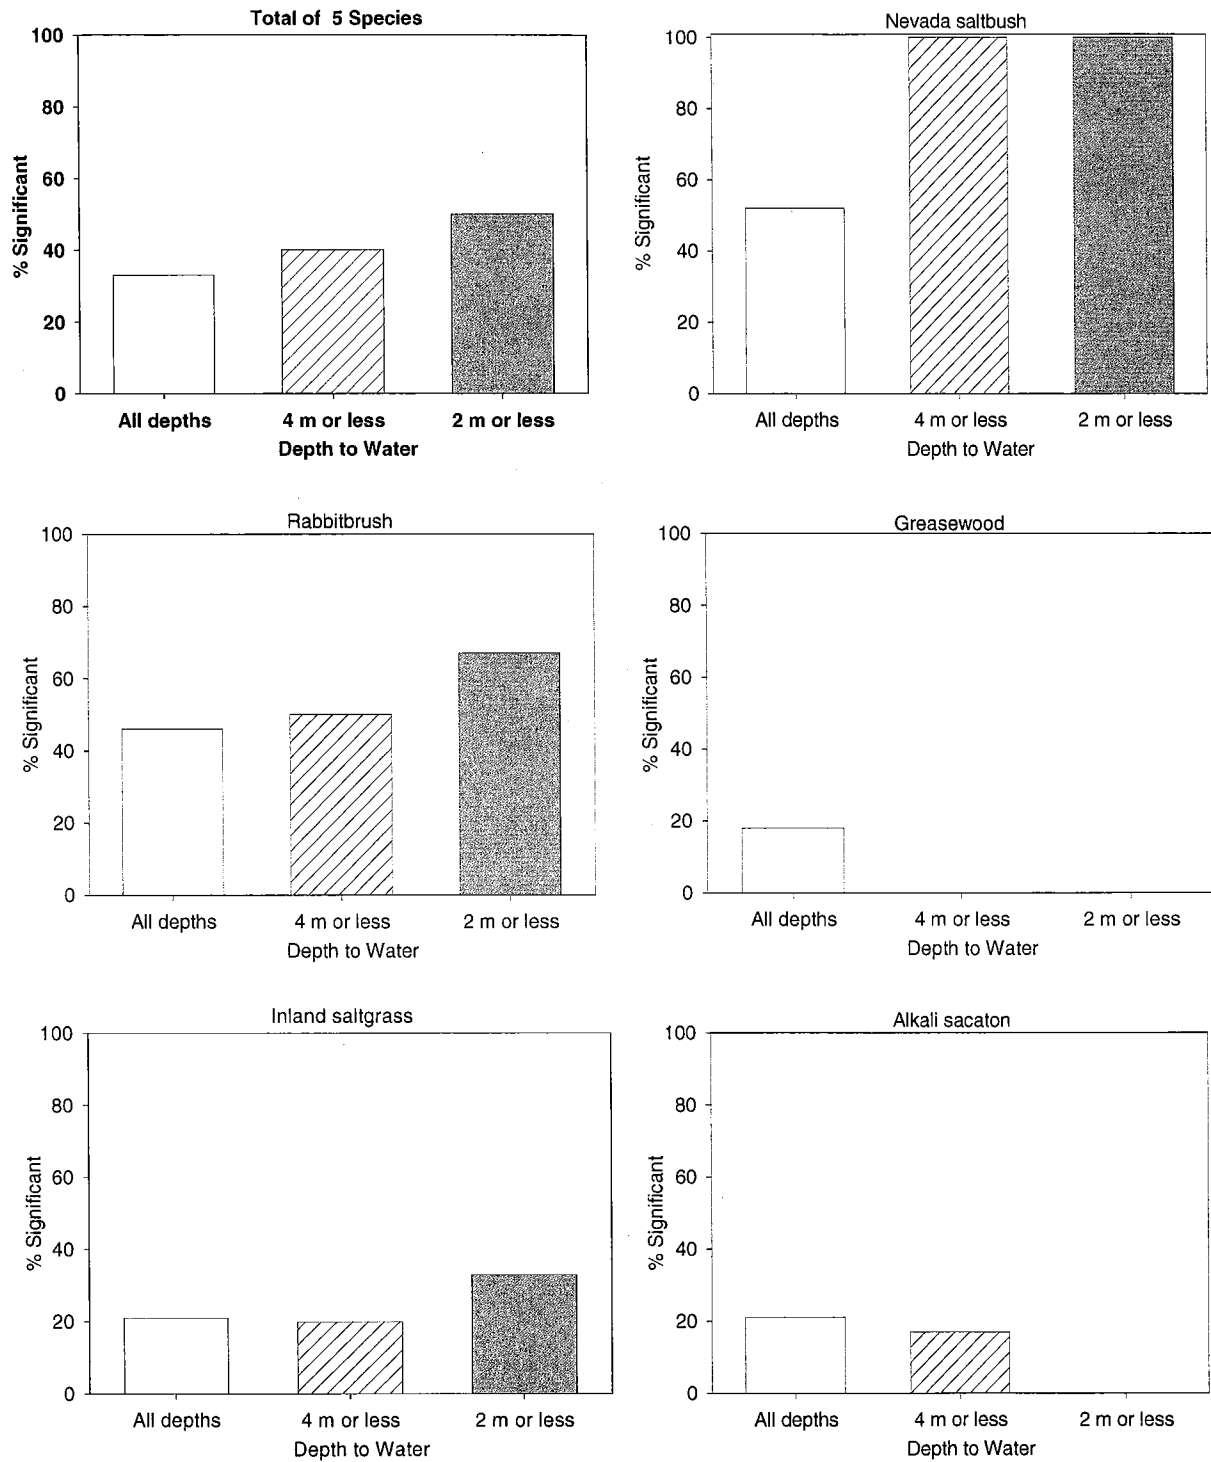 Total of 5 Species
100
80
60
40
20
0
% Significant
All depths 4 m or less 2 m or less
Depth to Water
Nevada saltbush
100
80
60
40
20
0
% Significant
All depths 4 m or less 2 m or less
Depth to Water
Rabbitbrush
100
80
60
40
20
0
% Significant
All depths 4 m or less 2 m or less
Depth to Water
Greasewood
100
80
60
40
20
0
% Significant
All depths 4 m or less 2 m or less
Depth to Water
Inland saltgrass
100
80
60
40
20
0
% Significant
All depths 4 m or less 2 m or less
Depth to Water
Alkali sacaton
100
80
60
40
20
0
% Significant
All depths 4 m or less 2 m or less
Depth to Water